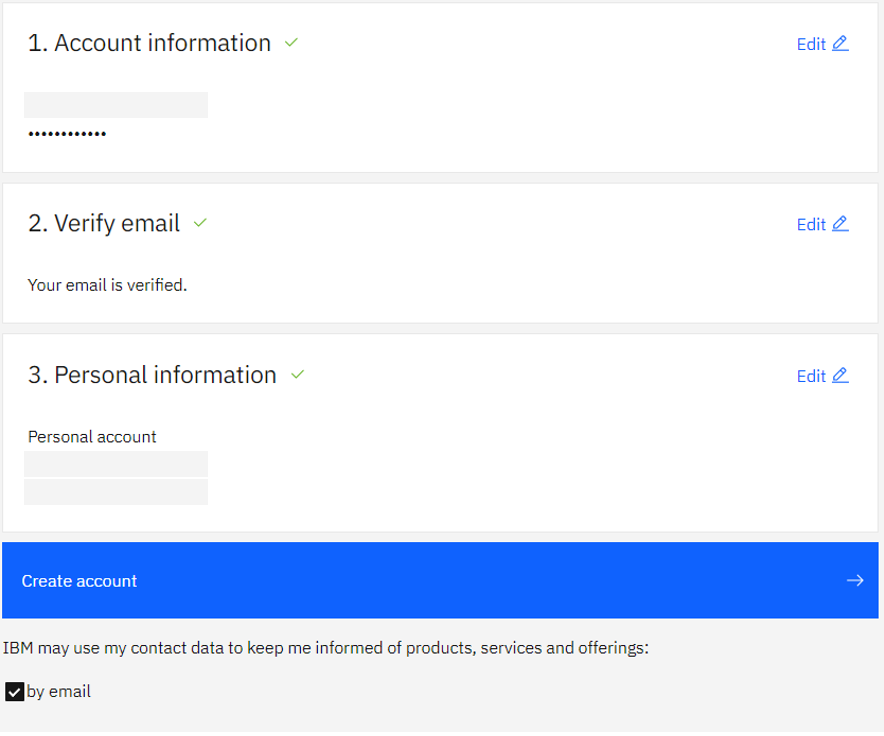 1. Account information
Edit
••••••••••••
2. Verify email
Edit
Your email is verified.
3. Personal information
Edit
Personal account
Create account
IBM may use my contact data to keep me informed of products, services and offerings:
by email